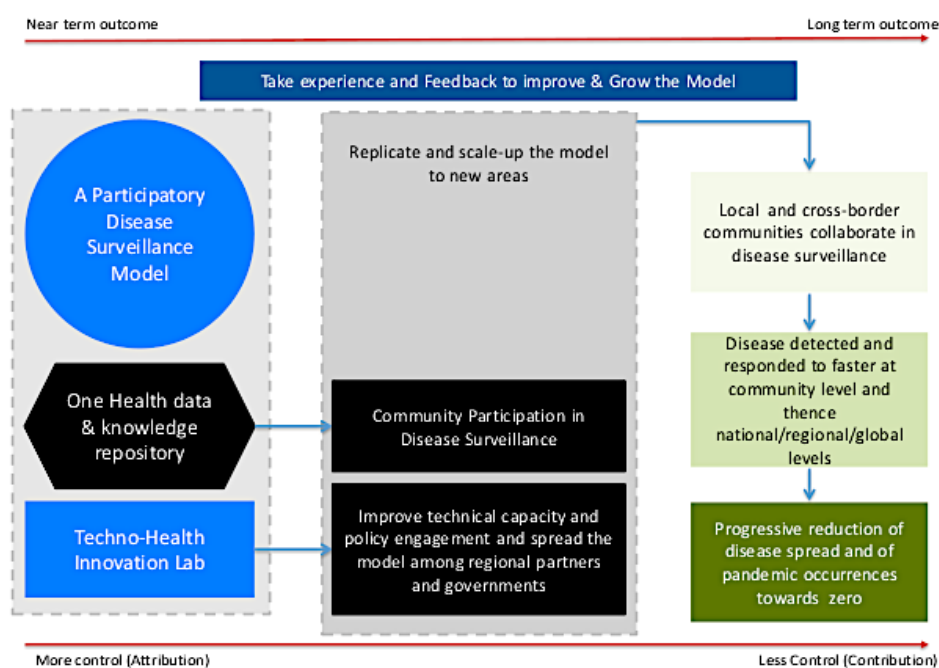 Near term outcome
Long term outcome
Take experience and Feedback to improve & Grow the Model
A Participatory
Disease
Surveillance
Model
One Health data
& knowledge
repository
Techno-Health
Innovation Lab
Replicate and scale-up the model
to new areas
Community Participation in
Disease Surveillance
Improve technical capacity and
policy engagement and spread the
model among regional partners
and governments
Local and cross-border
communities collaborate in
disease surveillance
Disease detected and
responded to faster at
community level and
thence
national/regional/global
levels
Progressive reduction of
disease spread and of
pandemic occurrences
towards zero
More control (Attribution)
Less Control (Contribution)